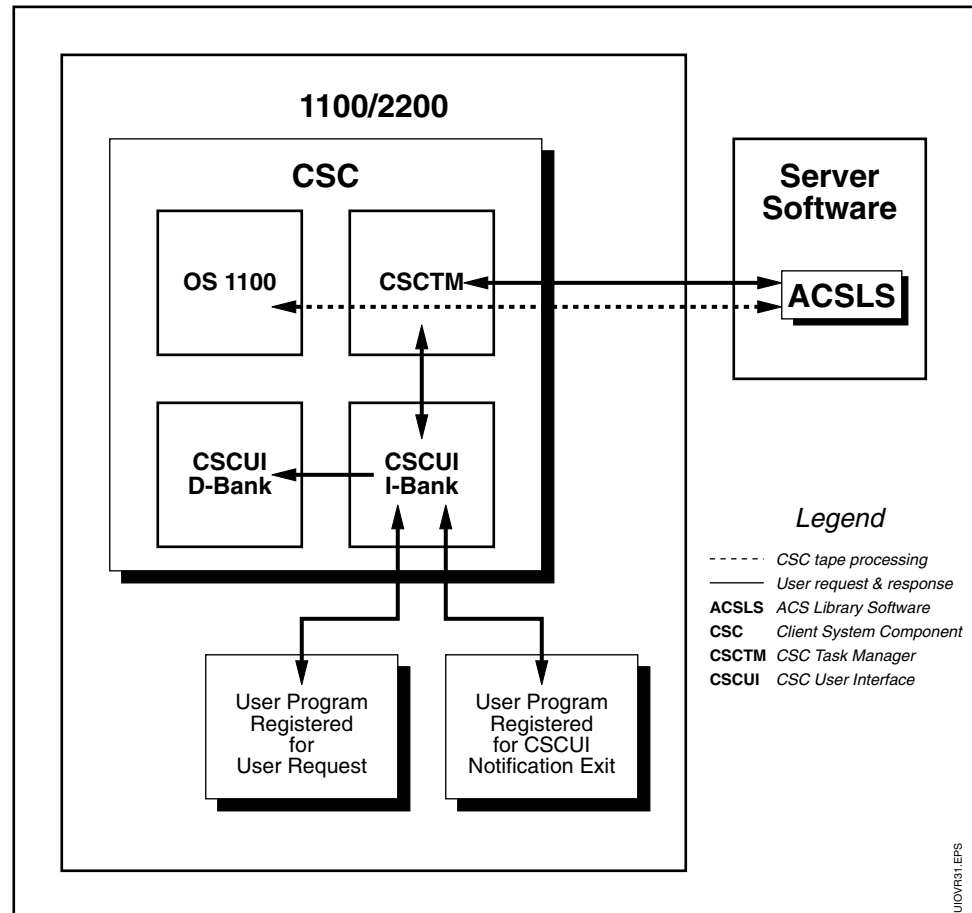 1100/2200
CSC
OS 1100
CSCTM
CSCUI
D-Bank
CSCUI
I-Bank
Server
Software
ACSLS
User Program
Registered
for
User Request
User Program
Registered
for CSCUI
Notification Exit
Legend
CSC tape processing
User request & response
ACSLS ACS Library Software
CSC Client System Component
CSCTM CSC Task Manager
CSCUI CSC User Interface
UIOVR31.EPS